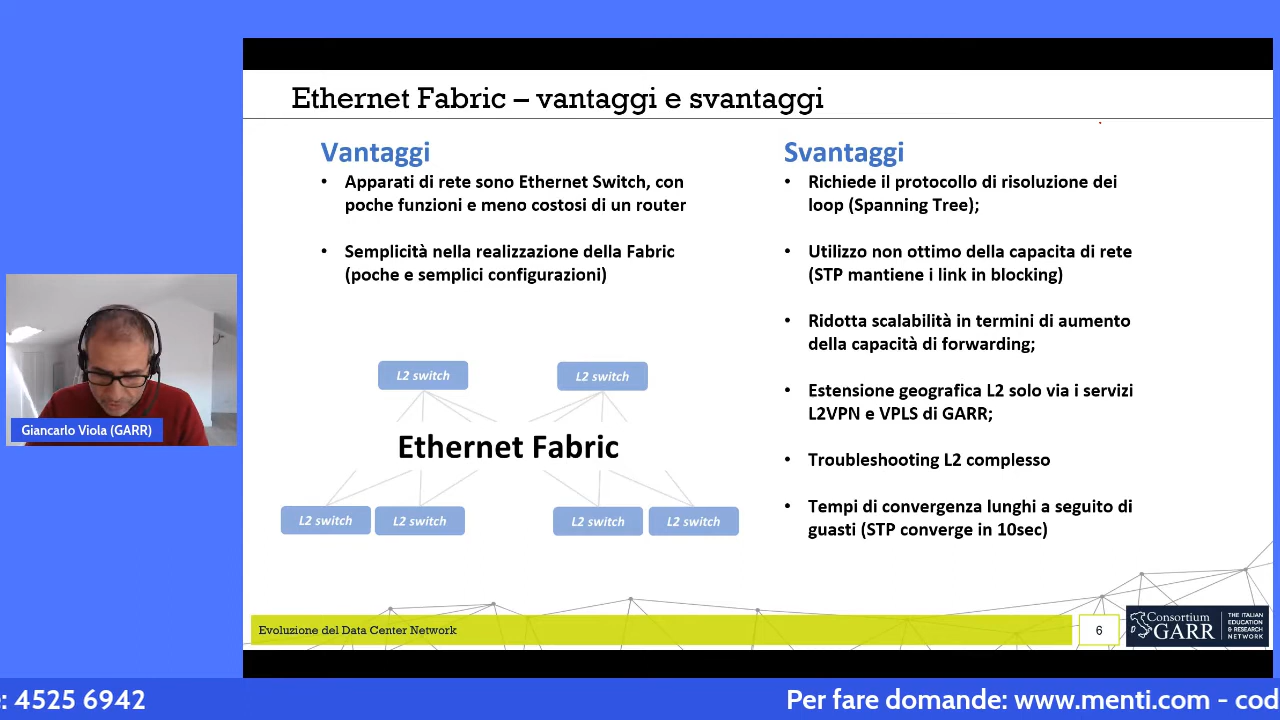 Ethernet Fabric – vantaggi e svantaggi
Vantaggi
• Apparati di rete sono Ethernet Switch, con
poche funzioni e meno costosi di un router
• Semplicità nella realizzazione della Fabric
(poche e semplici configurazioni)
L2 switch
L2 switch
Ethernet Fabric
L2 switch
L2 switch
L2 switch
L2 switch
Svantaggi
• Richiede il protocollo di risoluzione dei
loop (Spanning Tree);
• Utilizzo non ottimo della capacita di rete
(STP mantiene i link in blocking)
• Ridotta scalabilità in termini di aumento
della capacità di forwarding;
• Estensione geografica L2 solo via i servizi
L2VPN e VPLS di GARR;
• Troubleshooting L2 complesso
• Tempi di convergenza lunghi a seguito di
guasti (STP converge in 10sec)
Giancarlo Viola (GARR)
Evoluzione del Data Center Network
6
Consortium
GARR
THE ITALIAN
EDUCATION
& RESEARCH
NETWORK
: 4525 6942
Per fare domande: www.menti.com - cod